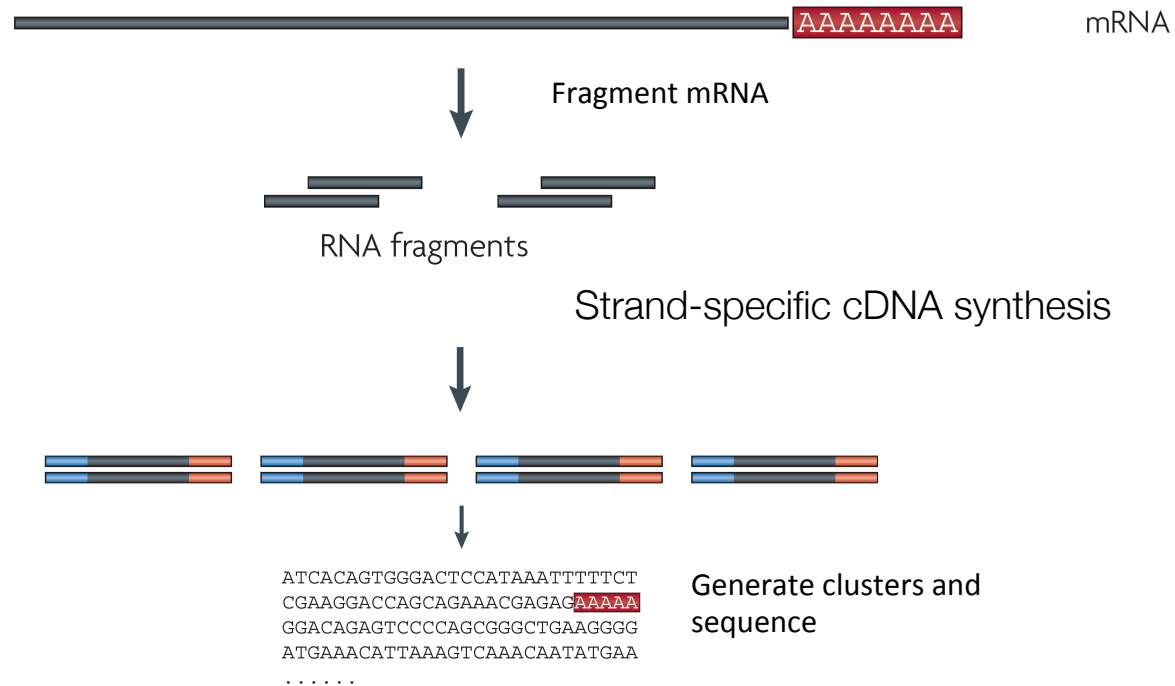 AAAAAAAA mRNA
Fragment mRNA
RNA fragments
Strand-specific cDNA synthesis
ATCACAGTGGGACTCCATAAATTTTTCT
CGAAGGACCAGCAGAAACGAGAGAAAAA
GGACAGAGTCCCCAGCGGGCTGAAGGGG
ATGAAACATTAAAGTCAAACAATATGAA
......
Generate clusters and
sequence